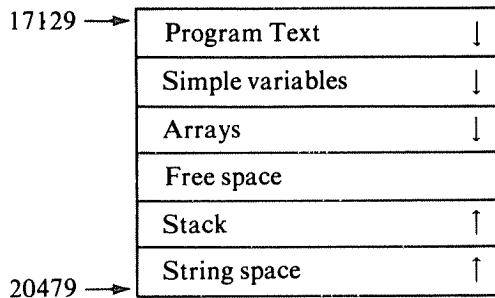 17129 → Program Text ↓
Simple variables ↓
Arrays ↓
Free space
Stack ↑
20479 → String space ↑